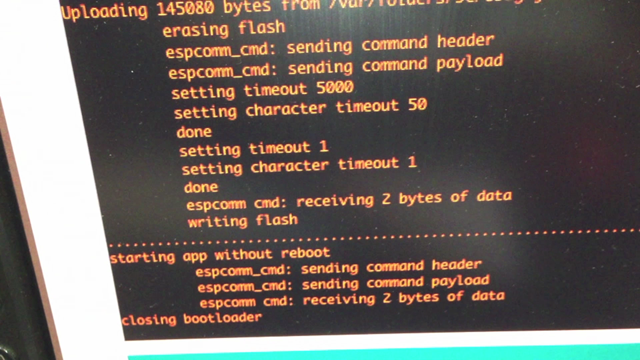 Uploading 145080 bytes from /var/folders/
erasing flash
espcomm_cmd: sending command header
espcomm_cmd: sending command payload
setting timeout 5000
setting character timeout 50
done
setting timeout 1
setting character timeout 1
done
espcomm cmd: receiving 2 bytes of data
writing flash
................................................................................
starting app without reboot
espcomm_cmd: sending command header
espcomm_cmd: sending command payload
espcomm cmd: receiving 2 bytes of data
closing bootloader